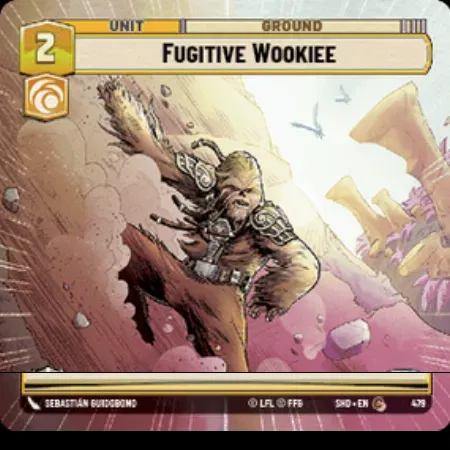 UNIT GROUND
2 FUGITIVE WOOKIEE
SEBASTIÁN GUIDOBONO Ⓒ LFL Ⓟ FFG SHD • EN 479